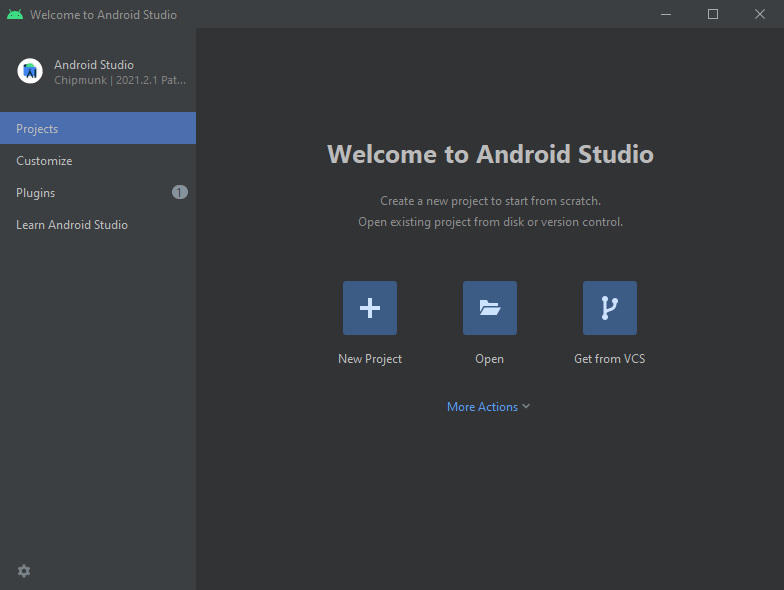 Welcome to Android Studio
Android Studio
Chipmunk | 2021.2.1 Pat...
Projects
Customize
Plugins
1
Learn Android Studio
Welcome to Android Studio
Create a new project to start from scratch.
Open existing project from disk or version control.
New Project
Open
Get from VCS
More Actions